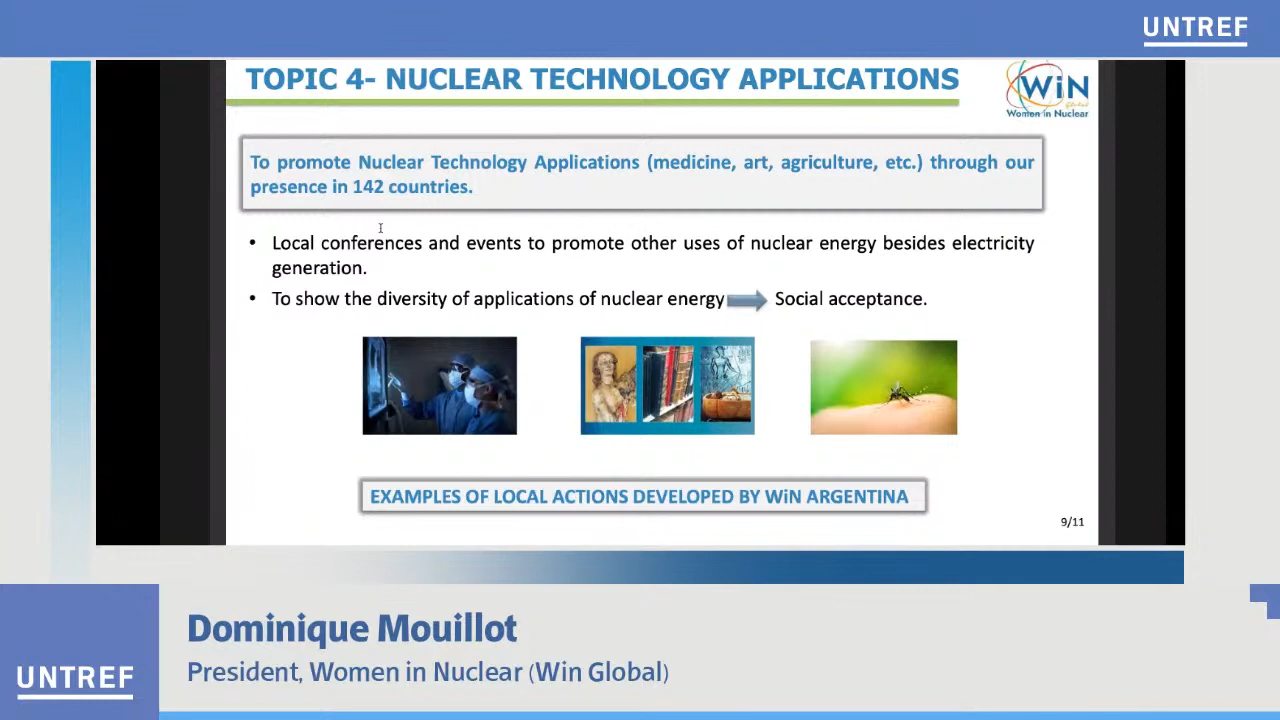 UNTREF
TOPIC 4- NUCLEAR TECHNOLOGY APPLICATIONS
WiN
Global
Women in Nuclear
To promote Nuclear Technology Applications (medicine, art, agriculture, etc.) through our
presence in 142 countries.
• Local conferences and events to promote other uses of nuclear energy besides electricity
generation.
• To show the diversity of applications of nuclear energy Social acceptance.
EXAMPLES OF LOCAL ACTIONS DEVELOPED BY WiN ARGENTINA
9/11
Dominique Mouillot
President, Women in Nuclear (Win Global)
UNTREF